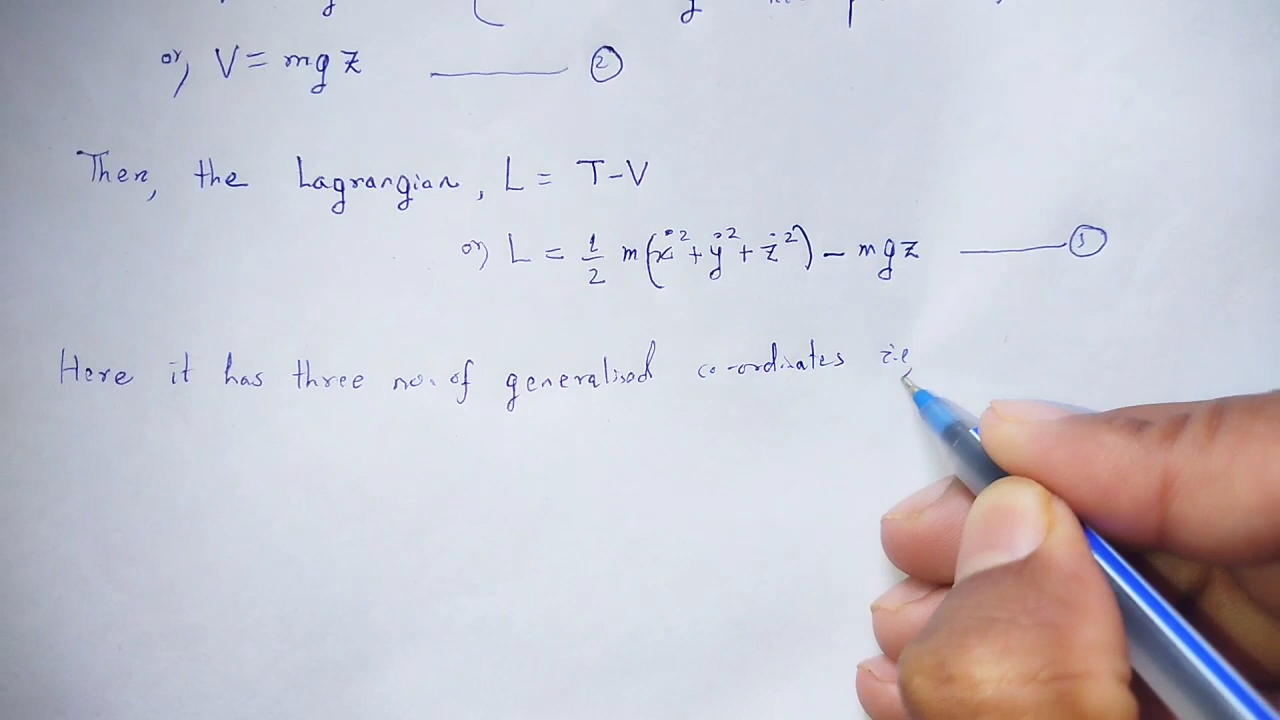 or, V = mgz ——— ②
Then, the Lagrangian, L = T-V
or, L = 1/2 m(ẋ²+ẏ²+ż²) - mgz ——— ③
Here it has three no. of generalised co-ordinates i.e,